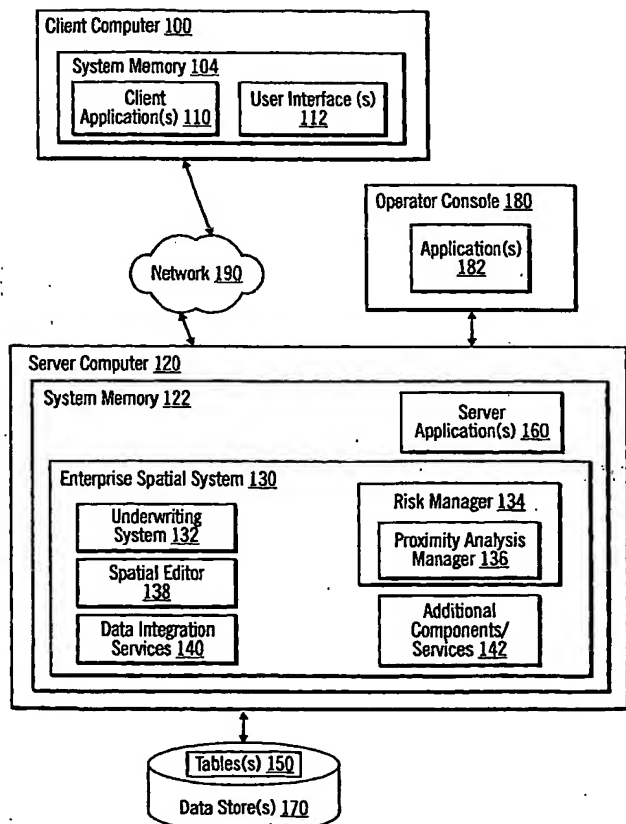 Client Computer 100
System Memory 104
Client
Application(s) 110
User Interface (s)
112
Network 190
Operator Console 180
Application(s)
182
Server Computer 120
System Memory 122
Server
Application(s) 160
Enterprise Spatial System 130
Underwriting
System 132
Spatial Editor
138
Data Integration
Services 140
Risk Manager 134
Proximity Analysis
Manager 136
Additional
Components/
Services 142
Tables(s) 150
Data Store(s) 170